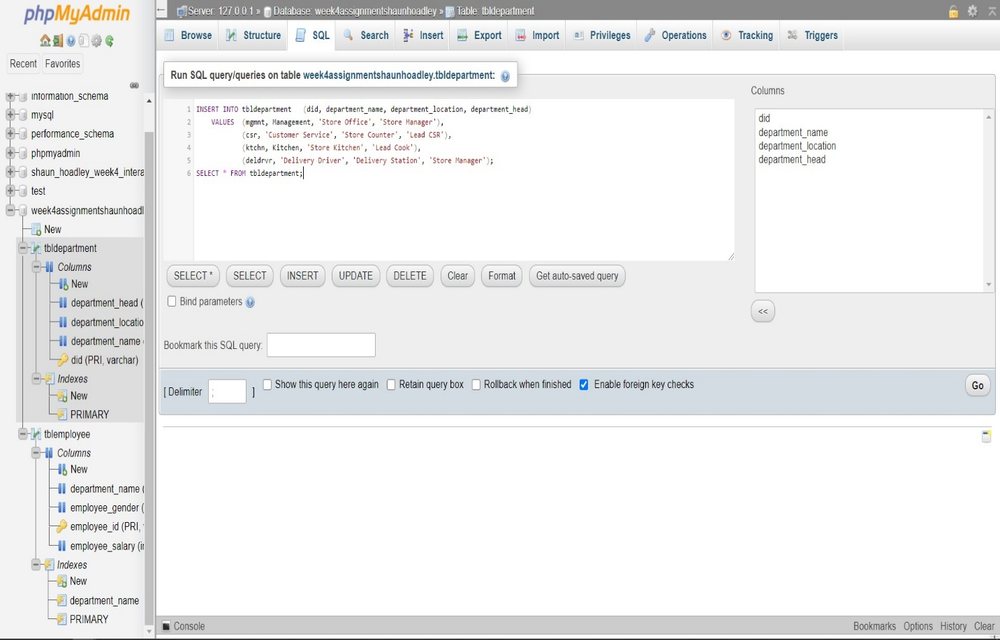 phpMyAdmin
Recent Favorites
information_schema
mysql
performance_schema
phpmyadmin
shaun_hoadley_week4_intera
test
week4assignmentshaunhoadl
New
tbldepartment
Columns
New
department_head (
department_locatio
department_name
did (PRI, varchar)
Indexes
New
PRIMARY
tblemployee
Columns
New
department_name (
employee_gender (
employee_id (PRI,
employee_salary (in
Indexes
New
department_name
PRIMARY
Server: 127.0.0.1 » Database: week4assignmentshaunhoadley » Table: tbldepartment
Browse Structure SQL Search Insert Export Import Privileges Operations Tracking Triggers
Run SQL query/queries on table week4assignmentshaunhoadley.tbldepartment:
1 INSERT INTO tbldepartment (did, department_name, department_location, department_head)
2 VALUES (mgmnt, Management, 'Store Office', 'Store Manager'),
3 (csr, 'Customer Service', 'Store Counter', 'Lead CSR'),
4 (ktchn, Kitchen, 'Store Kitchen', 'Lead Cook'),
5 (deldrvr, 'Delivery Driver', 'Delivery Station', 'Store Manager');
6 SELECT * FROM tbldepartment;
Columns
did
department_name
department_location
department_head
<<
SELECT * SELECT INSERT UPDATE DELETE Clear Format Get auto-saved query
Bind parameters
Bookmark this SQL query:
[ Delimiter ; ] Show this query here again Retain query box Rollback when finished Enable foreign key checks Go
Console Bookmarks Options History Clear